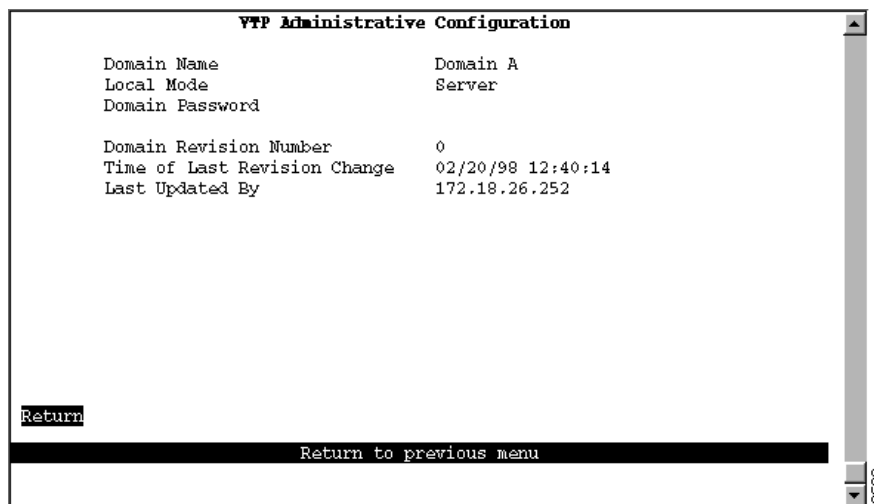 VTP Administrative Configuration
Domain Name Domain A
Local Mode Server
Domain Password
Domain Revision Number 0
Time of Last Revision Change 02/20/98 12:40:14
Last Updated By 172.18.26.252
Return
Return to previous menu